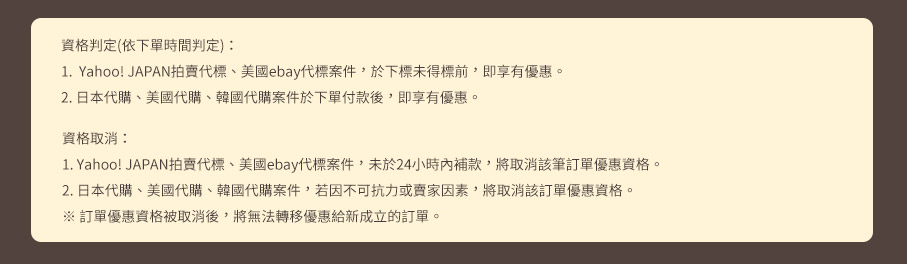 資格判定(依下單時間判定)：
1. Yahoo! JAPAN拍賣代標、美國ebay代標案件，於下標未得標前，即享有優惠。
2. 日本代購、美國代購、韓國代購案件於下單付款後，即享有優惠。
資格取消：
1. Yahoo! JAPAN拍賣代標、美國ebay代標案件，未於24小時內補款，將取消該筆訂單優惠資格。
2. 日本代購、美國代購、韓國代購案件，若因不可抗力或賣家因素，將取消該訂單優惠資格。
※ 訂單優惠資格被取消後，將無法轉移優惠給新成立的訂單。